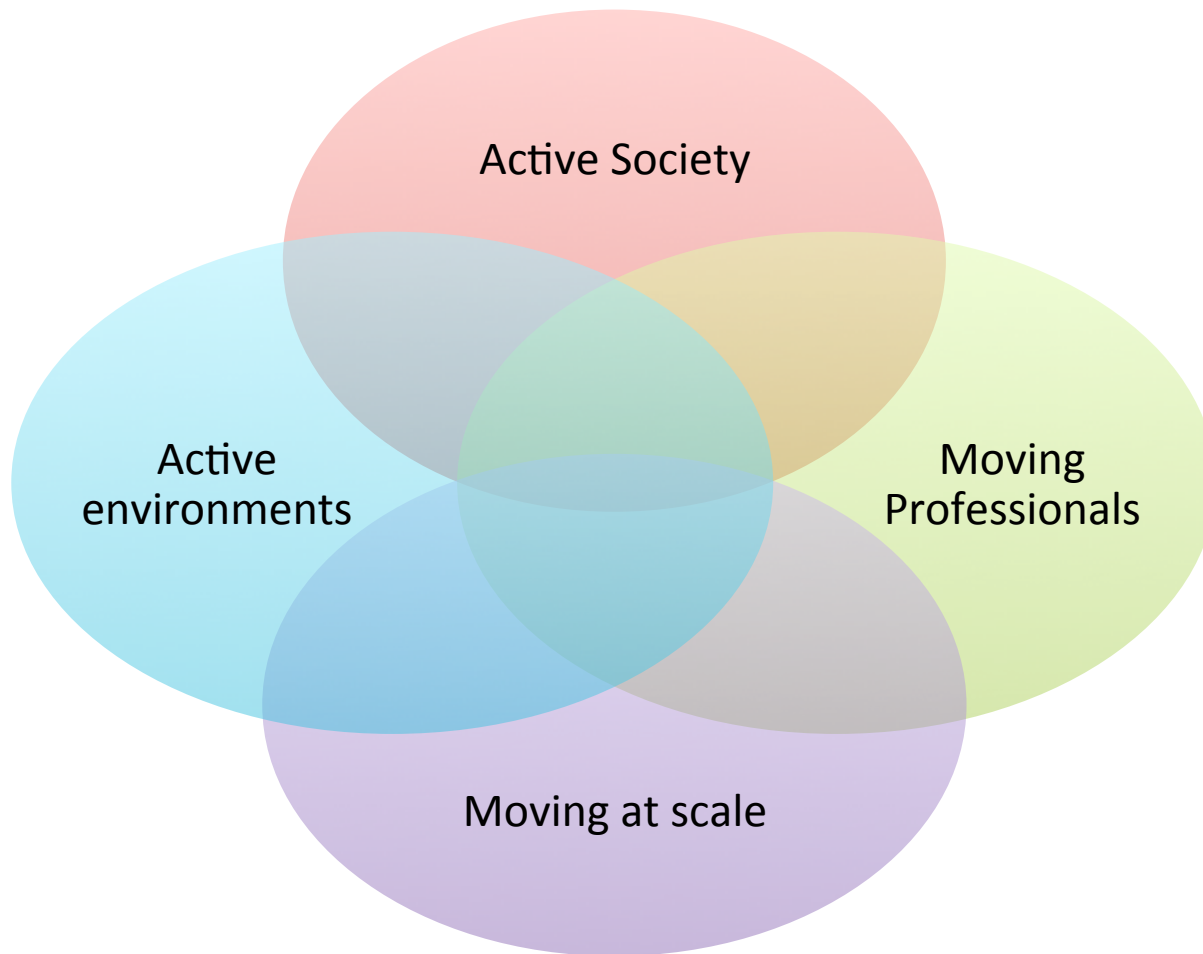 Active Society
Active
environments
Moving
Professionals
Moving at scale